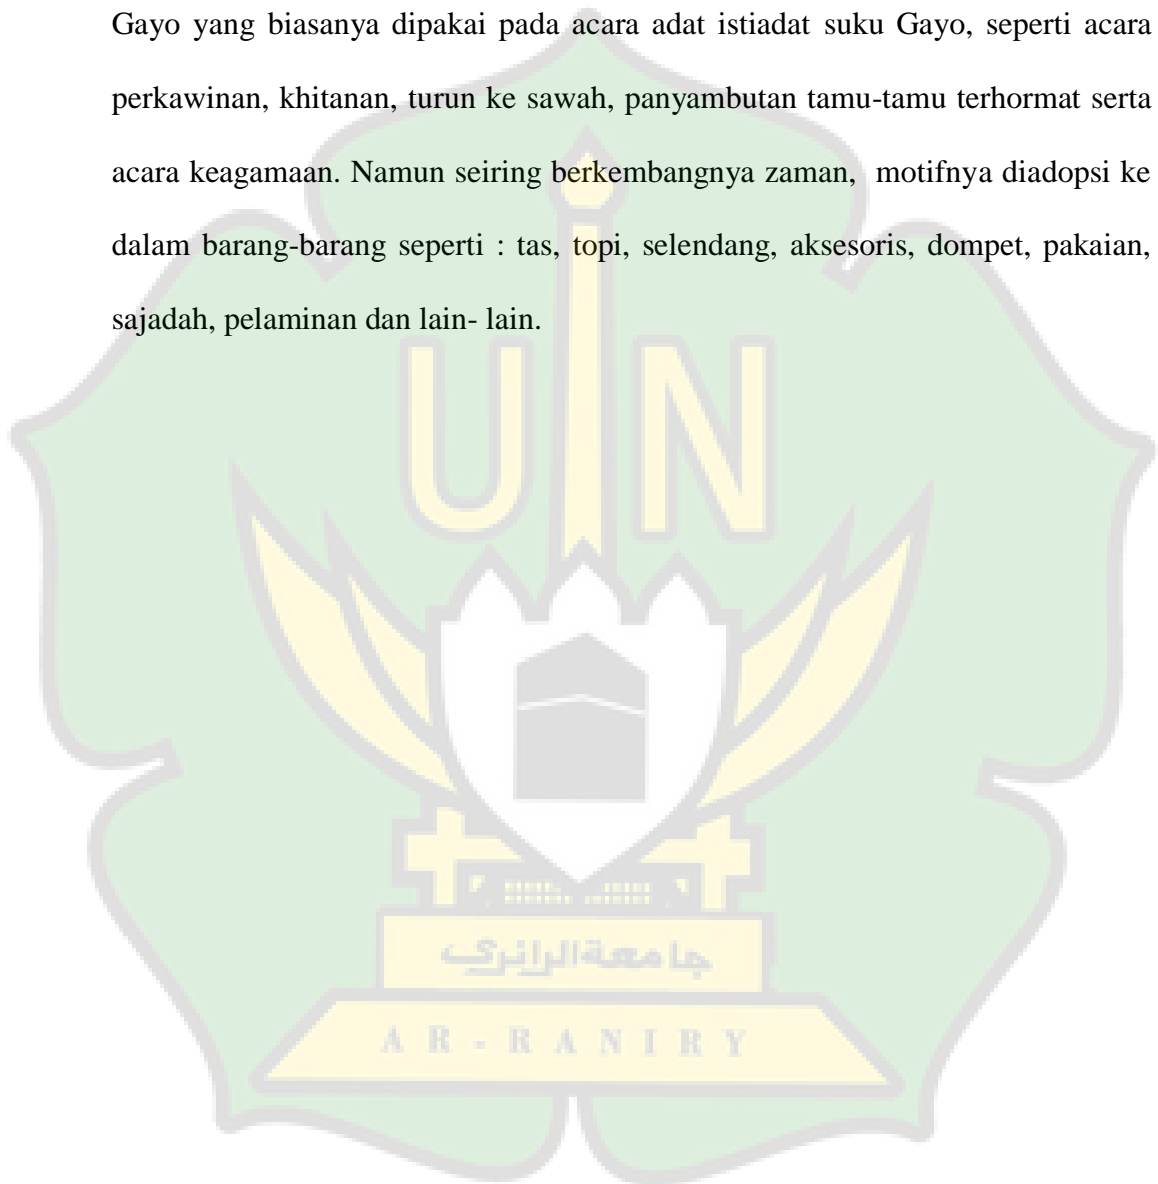 Gayo yang biasanya dipakai pada acara adat istiadat suku Gayo, seperti acara
perkawinan, khitanan, turun ke sawah, panyambutan tamu-tamu terhormat serta
acara keagamaan. Namun seiring berkembangnya zaman,  motifnya diadopsi ke
dalam barang-barang seperti : tas, topi, selendang, aksesoris, dompet, pakaian,
sajadah, pelaminan dan lain- lain.
UIN
جامعة الرانري
AR-RANIRY